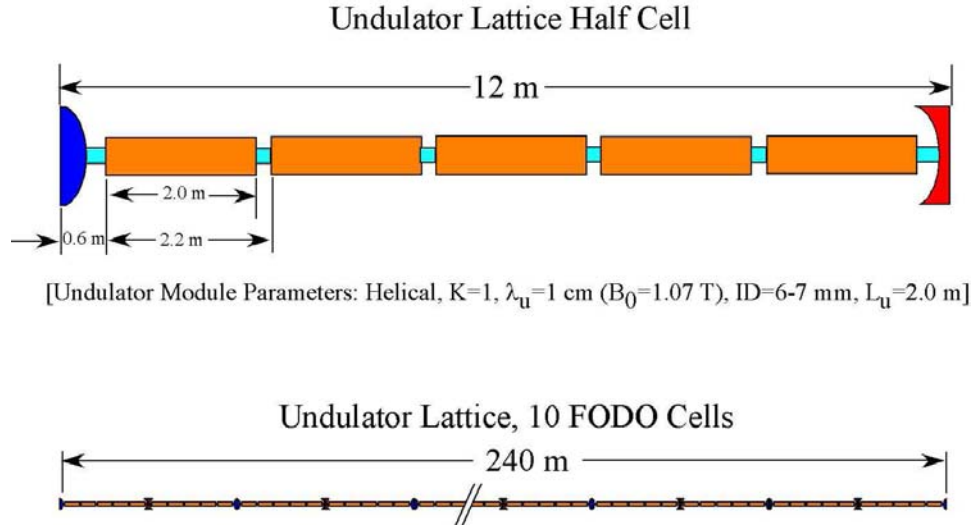 Undulator Lattice Half Cell
12 m
2.0 m
0.6 m
2.2 m
[Undulator Module Parameters: Helical, K=1, λu=1 cm (B0=1.07 T), ID=6-7 mm, Lu=2.0 m]
Undulator Lattice, 10 FODO Cells
240 m